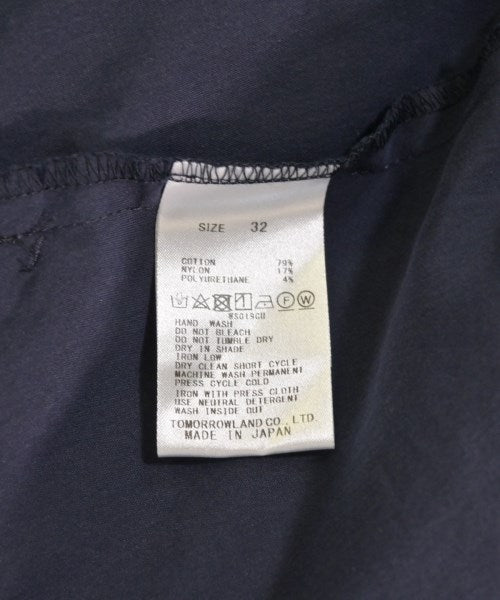 SIZE 32
COTTON 79%
NYLON 17%
POLYURETHANE 4%
F W
HAND WASH
DO NOT BLEACH
DO NOT TUMBLE DRY
DRY IN SHADE
IRON LOW
DRY CLEAN SHORT CYCLE
MACHINE WASH PERMANENT
PRESS CYCLE COLD
IRON WITH PRESS CLOTH
USE NEUTRAL DETERGENT
WASH INSIDE OUT
TOMORROWLAND CO., LTD.
MADE IN JAPAN